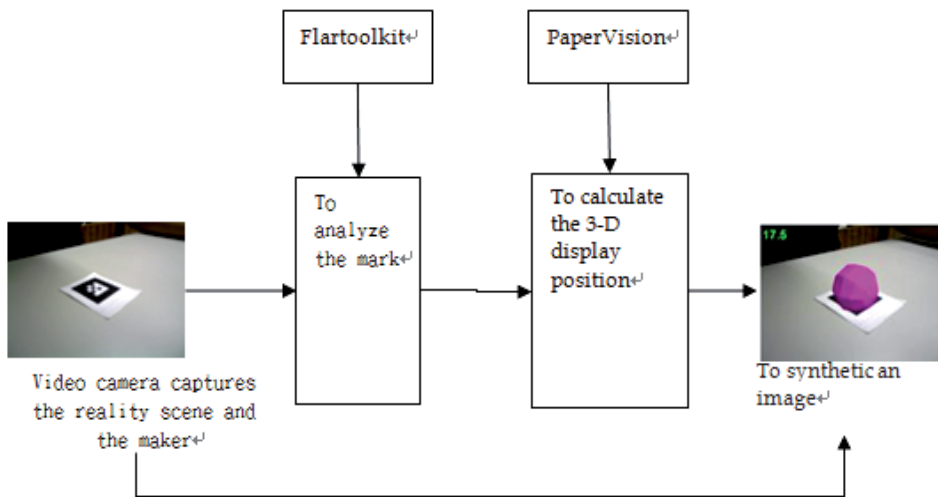 Flartoolkit
PaperVision
To
analyze
the mark
To calculate
the 3-D
display
position
17.5
Video camera captures
the reality scene and
the maker
To synthetic an
image